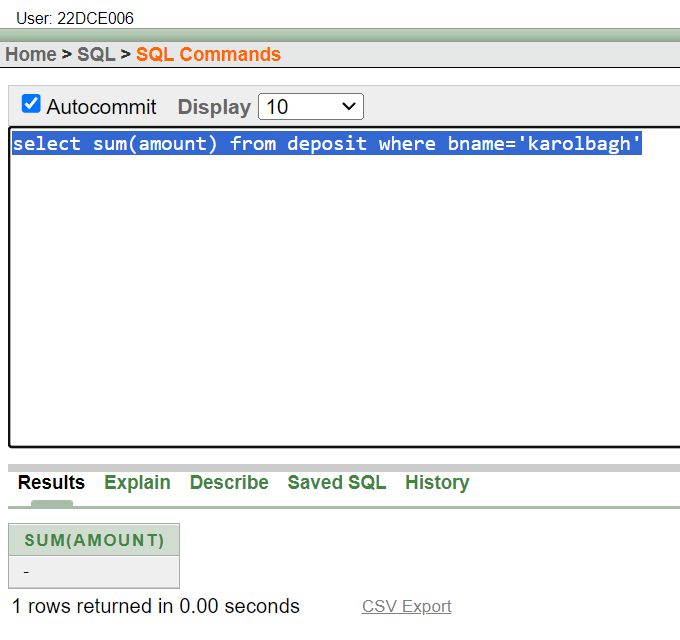 User: 22DCE006
Home > SQL > SQL Commands
Autocommit Display 10
select sum(amount) from deposit where bname='karolbagh'
Results Explain Describe Saved SQL History
SUM(AMOUNT)
-
1 rows returned in 0.00 seconds CSV Export